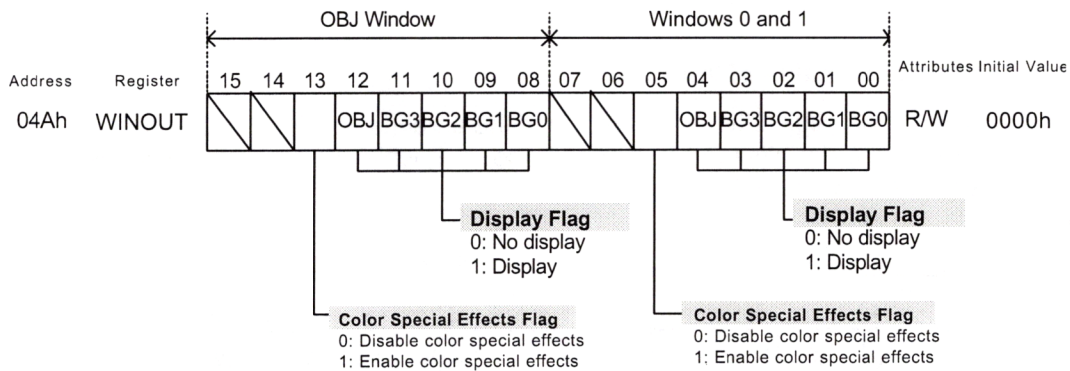 OBJ Window Windows 0 and 1
15 14 13 12 11 10 09 08 07 06 05 04 03 02 01 00
Address Register Attributes Initial Value
04Ah WINOUT OBJ BG3 BG2 BG1 BG0 OBJ BG3 BG2 BG1 BG0 R/W 0000h
Display Flag
0: No display
1: Display
Display Flag
0: No display
1: Display
Color Special Effects Flag
0: Disable color special effects
1: Enable color special effects
Color Special Effects Flag
0: Disable color special effects
1: Enable color special effects